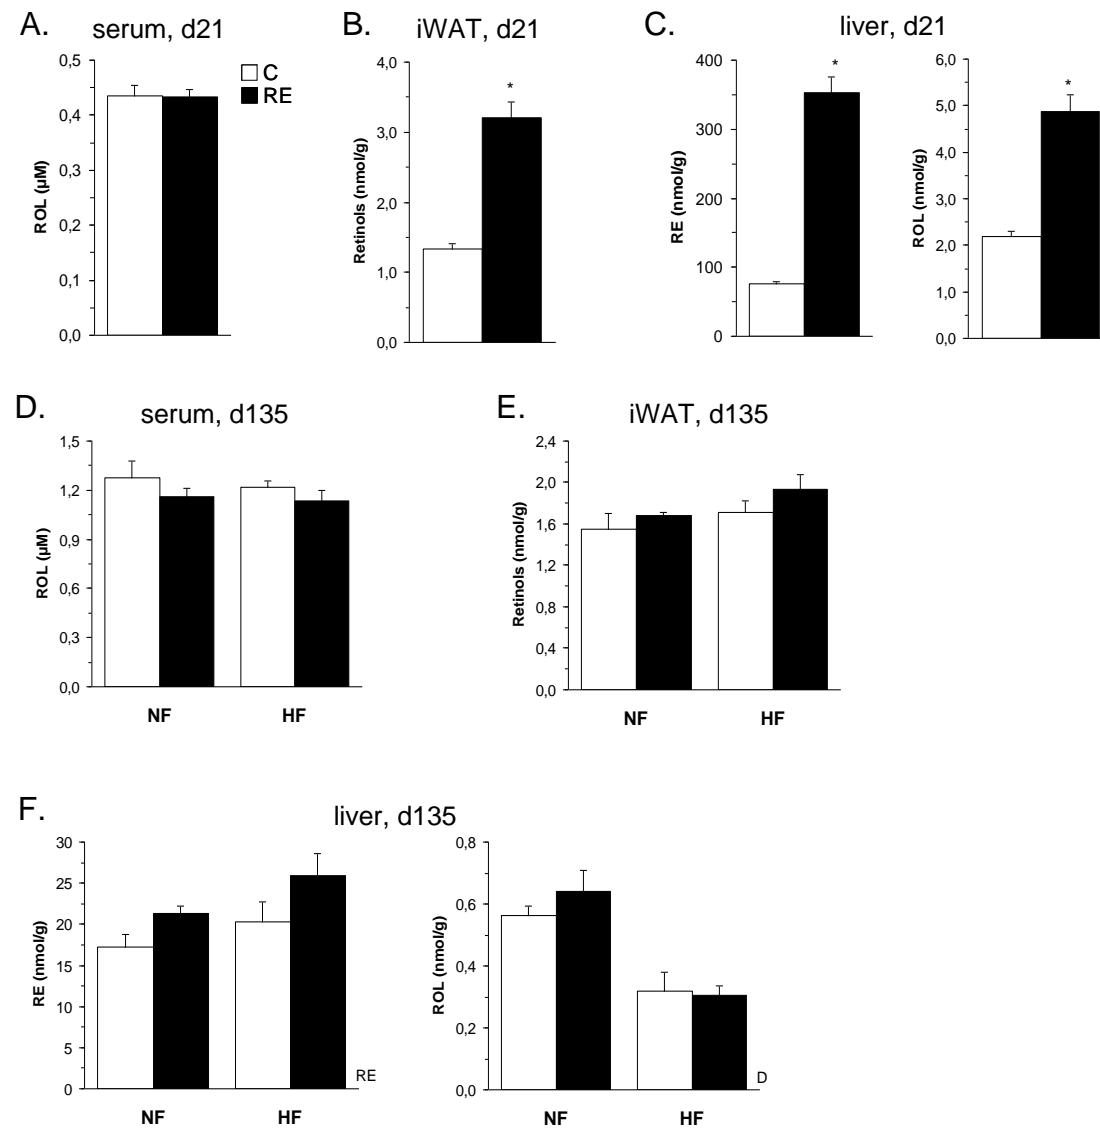 A. serum, d21
0,5
0,4
0,3
0,2
0,1
0,0
ROL (µM)
C
RE
B. iWAT, d21
4,0
3,0
2,0
1,0
0,0
Retinols (nmol/g)
*
C. liver, d21
400
300
200
100
0
RE (nmol/g)
*
6,0
5,0
4,0
3,0
2,0
1,0
0,0
ROL (nmol/g)
*
D. serum, d135
1,5
1,2
0,9
0,6
0,3
0,0
ROL (µM)
NF HF
E. iWAT, d135
2,4
2,0
1,6
1,2
0,8
0,4
0,0
Retinols (nmol/g)
NF HF
F. liver, d135
30
25
20
15
10
5
0
RE (nmol/g)
RE
NF HF
0,8
0,6
0,4
0,2
0,0
ROL (nmol/g)
D
NF HF